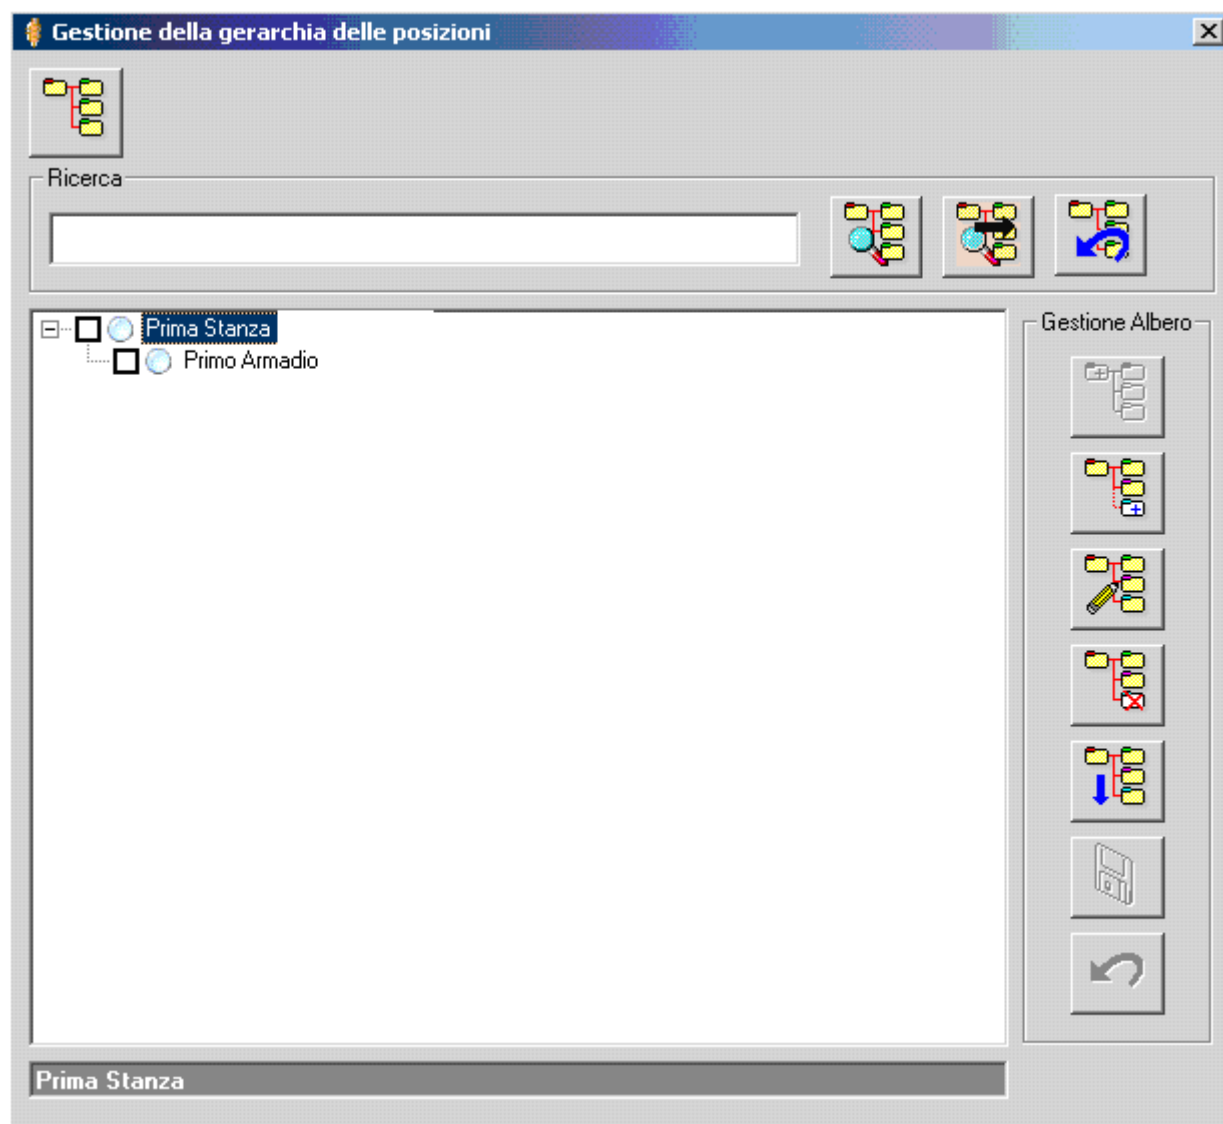 Gestione della gerarchia delle posizioni
Ricerca
Prima Stanza
Primo Armadio
Gestione Albero
Prima Stanza